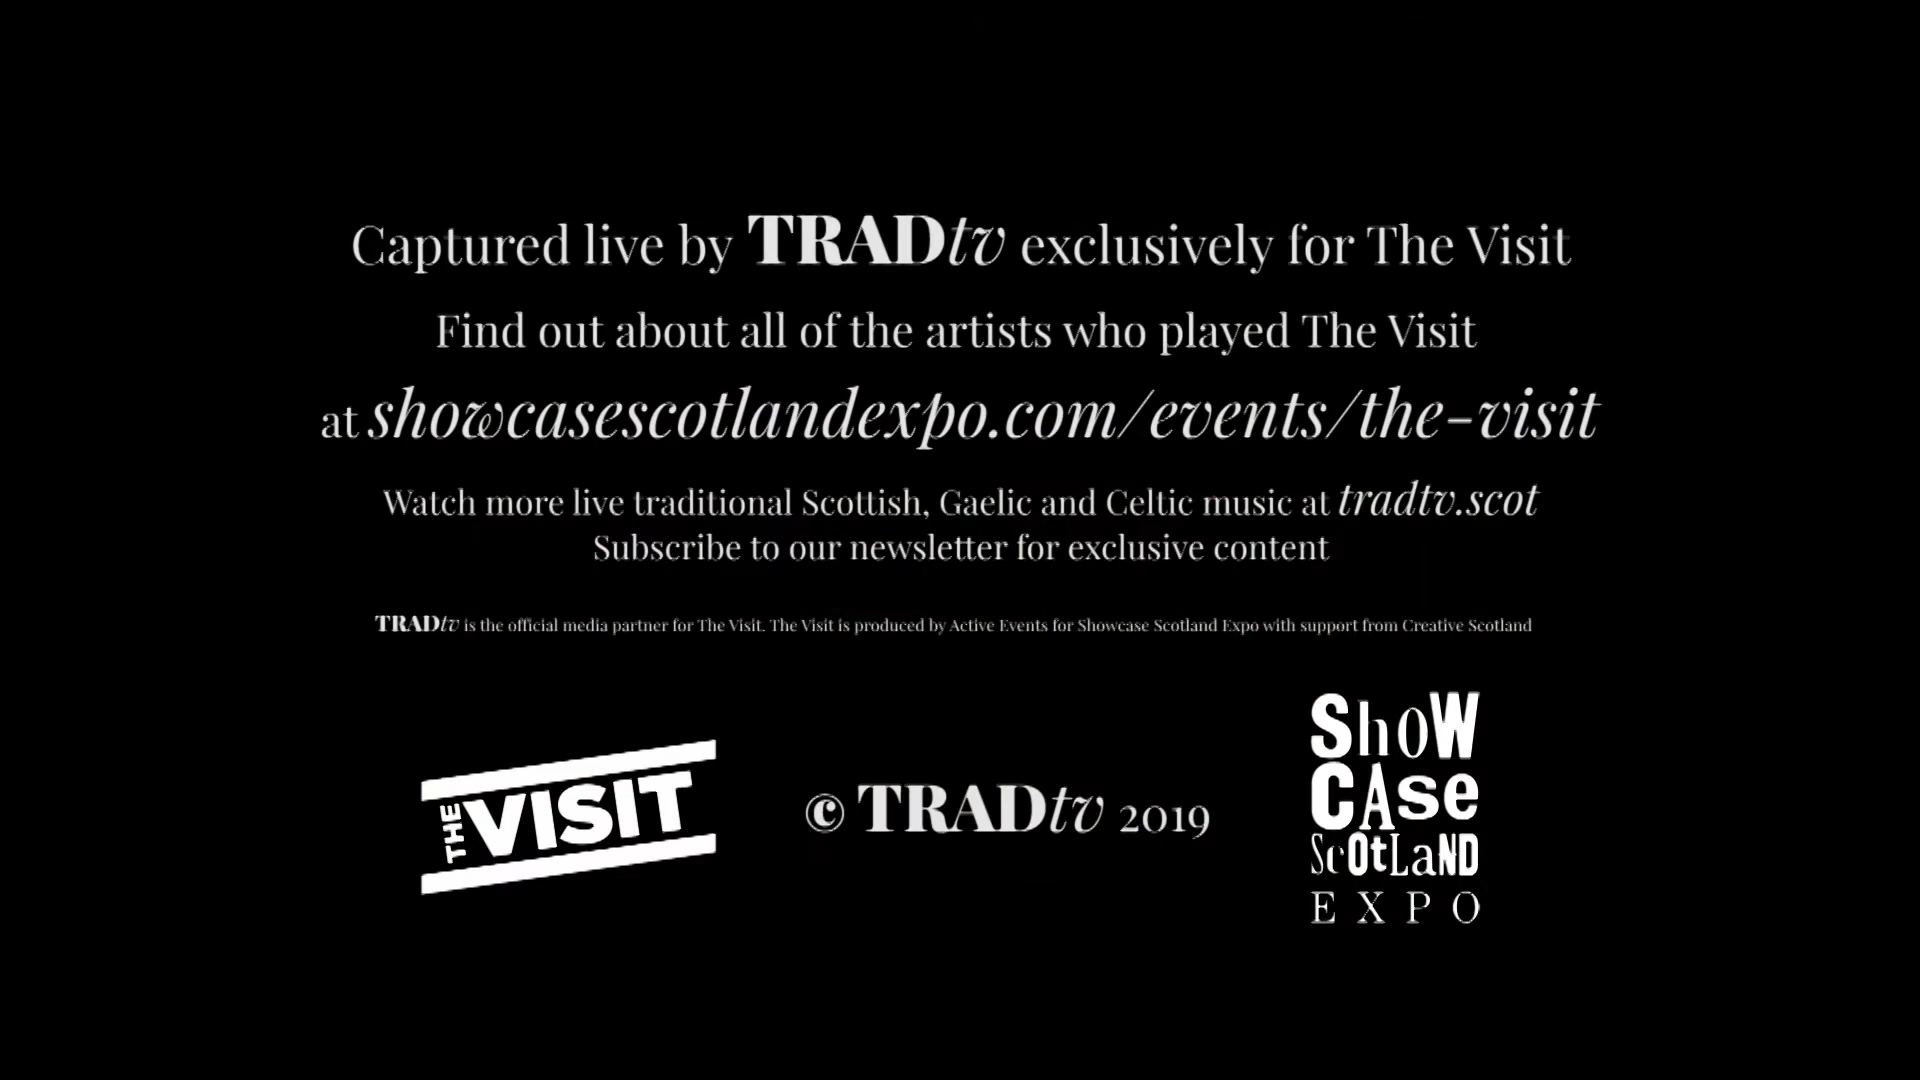 Captured live by TRADtv exclusively for The Visit
Find out about all of the artists who played The Visit
at showcasescotlandexpo.com/events/the-visit
Watch more live traditional Scottish, Gaelic and Celtic music at tradtv.scot
Subscribe to our newsletter for exclusive content
TRADtv is the official media partner for The Visit. The Visit is produced by Active Events for Showcase Scotland Expo with support from Creative Scotland
THE VISIT
© TRADtv 2019
ShoW
CAse
ScOtLaND
EXPO